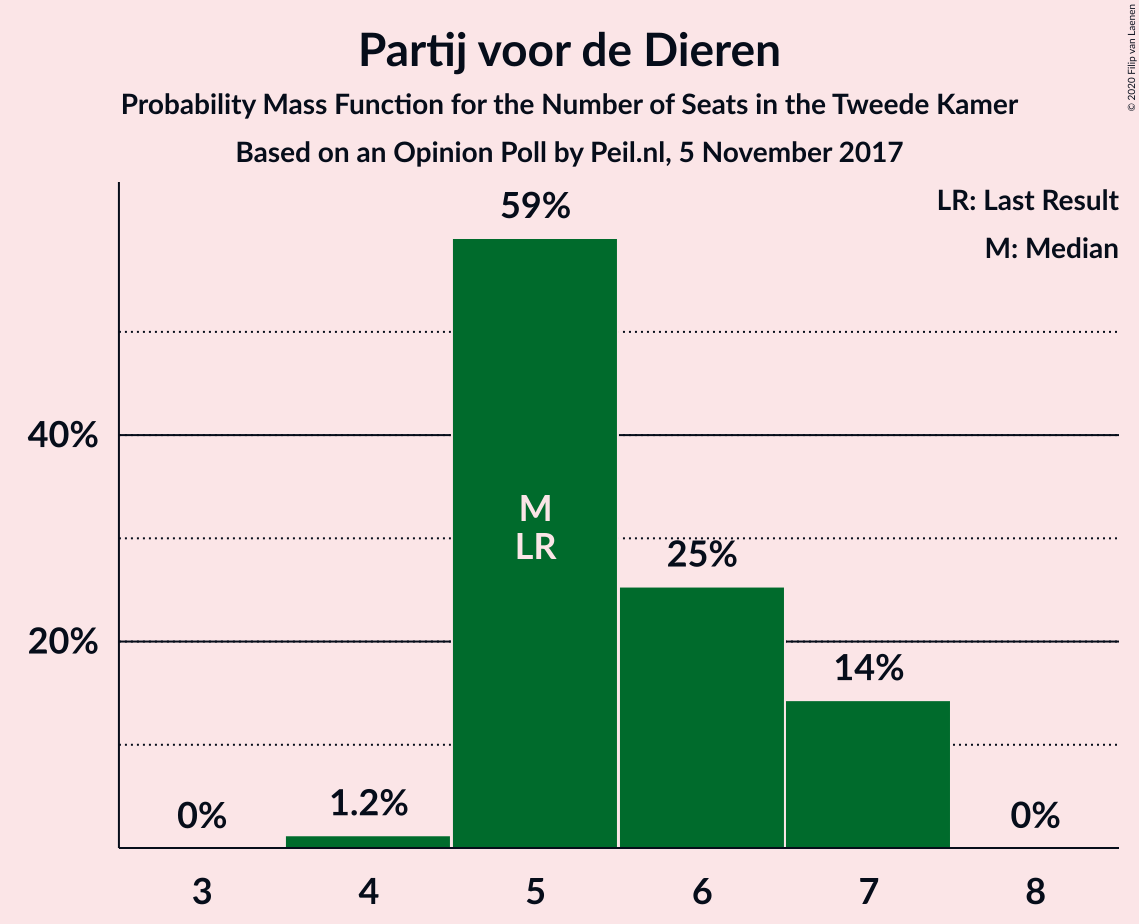 Partij voor de Dieren
Probability Mass Function for the Number of Seats in the Tweede Kamer
Based on an Opinion Poll by Peil.nl, 5 November 2017
© 2020 Filip van Laenen
LR: Last Result
M: Median
59%
40%
M
LR
25%
20%
14%
1.2%
0%
0%
3 4 5 6 7 8